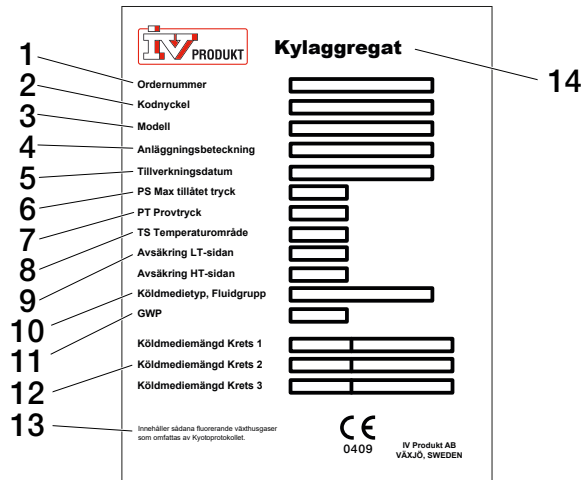 IV PRODUKT
Kylaggregat
14
1
Ordernummer
2
Kodnyckel
3
Modell
4
Anläggningsbeteckning
5
Tillverkningsdatum
6
PS Max tillåtet tryck
7
PT Provtryck
8
TS Temperaturområde
9
Avsäkring LT-sidan
Avsäkring HT-sidan
10
Köldmedietyp, Fluidgrupp
11
GWP
Köldmediemängd Krets 1
12
Köldmediemängd Krets 2
Köldmediemängd Krets 3
13
Innehåller sådana fluorerande växthusgaser
som omfattas av Kyotoprotokollet.
CE
0409
IV Produkt AB
VÄXJÖ, SWEDEN